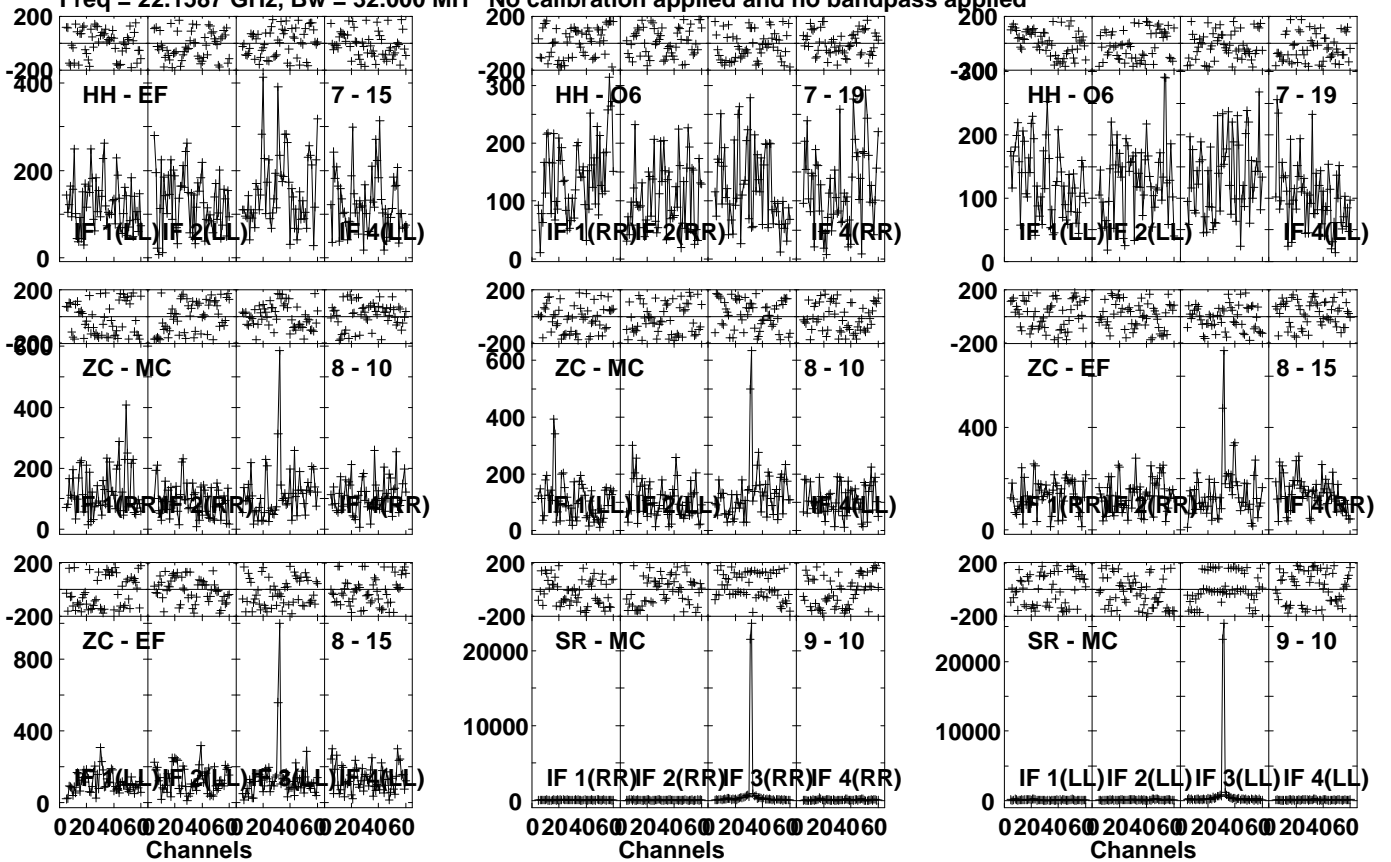 Freq = 22.1587 GHz, Bw = 32.000 MH No calibration applied and no bandpass applied
200
-200
400
200
0
HH - EF 7 - 15
IF 1(LL) IF 2(LL) IF 4(LL)
200
-200
300
200
100
0
HH - O6 7 - 19
IF 1(RR) IF 2(RR) IF 4(RR)
200
-200
300
200
100
0
HH - O6 7 - 19
IF 1(LL) IF 2(LL) IF 4(LL)
200
-200
600
400
200
0
ZC - MC 8 - 10
IF 1(RR) IF 2(RR) IF 4(RR)
200
-200
600
400
200
0
ZC - MC 8 - 10
IF 1(LL) IF 2(LL) IF 4(LL)
200
-200
400
0
ZC - EF 8 - 15
IF 1(RR) IF 2(RR) IF 4(RR)
200
-200
800
400
0
ZC - EF 8 - 15
IF 1(LL) IF 2(LL) IF 3(LL) IF 4(LL)
0 20 40 60 0 20 40 60 0 20 40 60 0 20 40 60
Channels
200
-200
20000
10000
0
SR - MC 9 - 10
IF 1(RR) IF 2(RR) IF 3(RR) IF 4(RR)
0 20 40 60 0 20 40 60 0 20 40 60 0 20 40 60
Channels
200
-200
20000
10000
0
SR - MC 9 - 10
IF 1(LL) IF 2(LL) IF 3(LL) IF 4(LL)
0 20 40 60 0 20 40 60 0 20 40 60 0 20 40 60
Channels